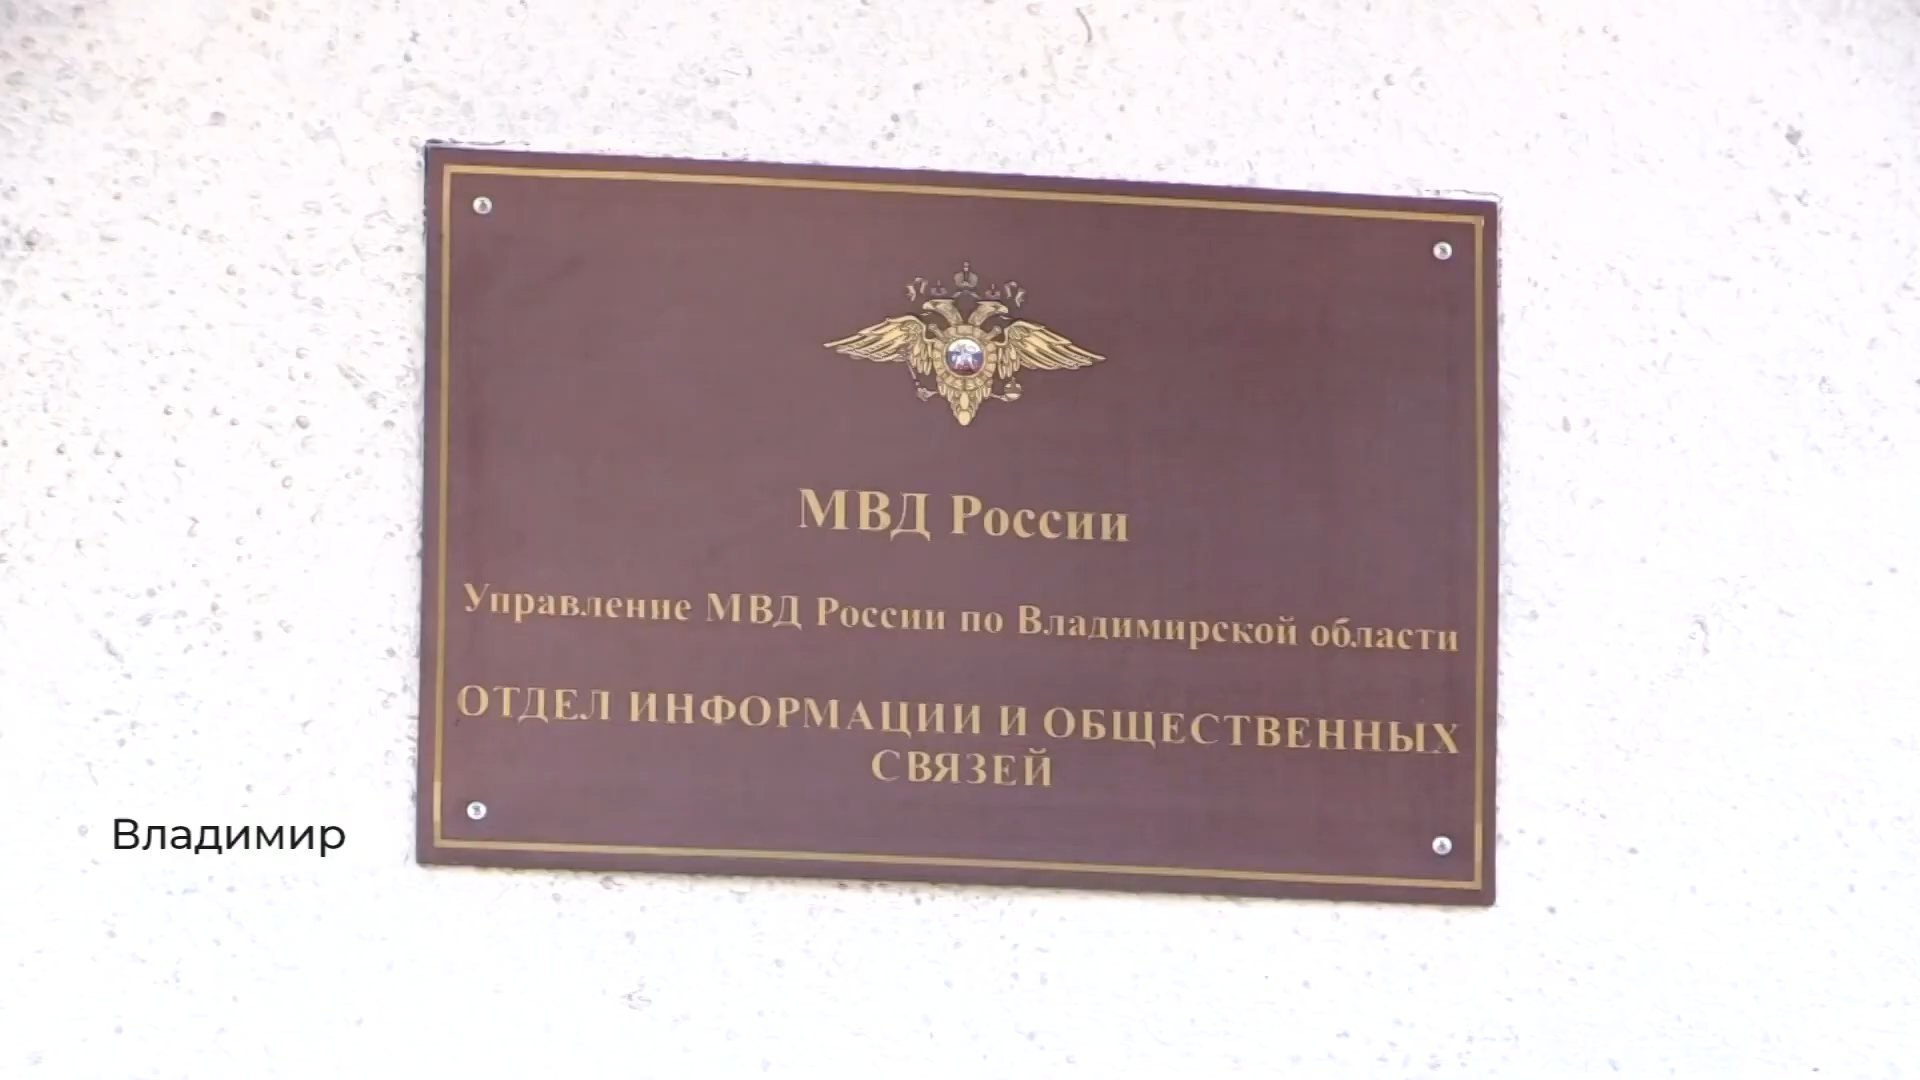 МВД России
Управление МВД России по Владимирской области
ОТДЕЛ ИНФОРМАЦИИ И ОБЩЕСТВЕННЫХ
СВЯЗЕЙ
Владимир